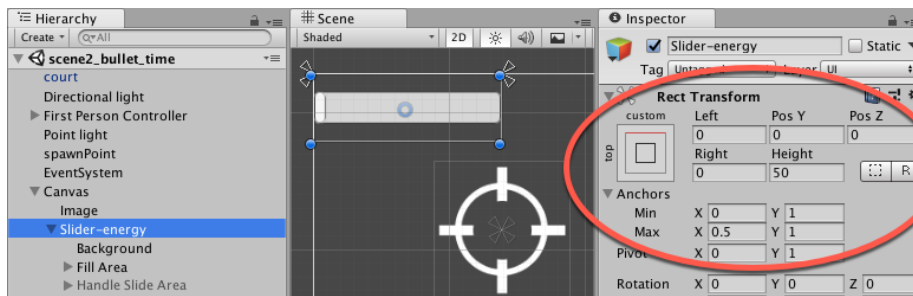 Hierarchy
Create
All
scene2_bullet_time
court
Directional light
First Person Controller
Point light
spawnPoint
EventSystem
Canvas
Image
Slider-energy
Background
Fill Area
Handle Slide Area
Scene
Shaded 2D
Inspector
Slider-energy Static
Tag Layer UI
Rect Transform
custom Left Pos Y Pos Z
top
0 0 0
Right Height
0 50 R
Anchors
Min X 0 Y 1
Max X 0.5 Y 1
Pivot X 0 Y 1
Rotation X 0 Y 0 Z 0